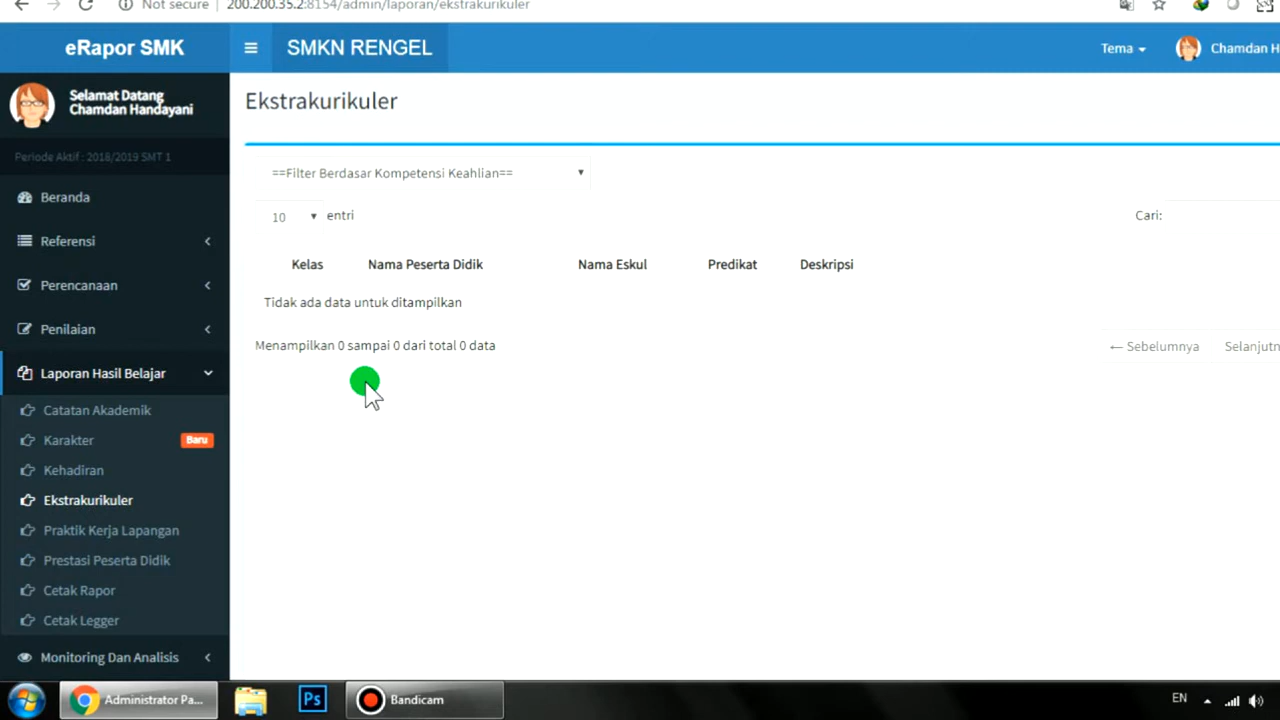 Not secure | 200.200.35.2:8154/admin/laporan/ekstrakurikuler
eRapor SMK
SMKN RENGEL
Tema
Chamdan H
Selamat Datang
Chamdan Handayani
Periode Aktif : 2018/2019 SMT 1
Beranda
Referensi
Perencanaan
Penilaian
Laporan Hasil Belajar
Catatan Akademik
Karakter Baru
Kehadiran
Ekstrakurikuler
Praktik Kerja Lapangan
Prestasi Peserta Didik
Cetak Rapor
Cetak Legger
Monitoring Dan Analisis
Ekstrakurikuler
==Filter Berdasar Kompetensi Keahlian==
10 entri
Cari:
Kelas Nama Peserta Didik Nama Eskul Predikat Deskripsi
Tidak ada data untuk ditampilkan
Menampilkan 0 sampai 0 dari total 0 data
← Sebelumnya Selanjutn
Administrator Pa...
Ps
Bandicam
EN